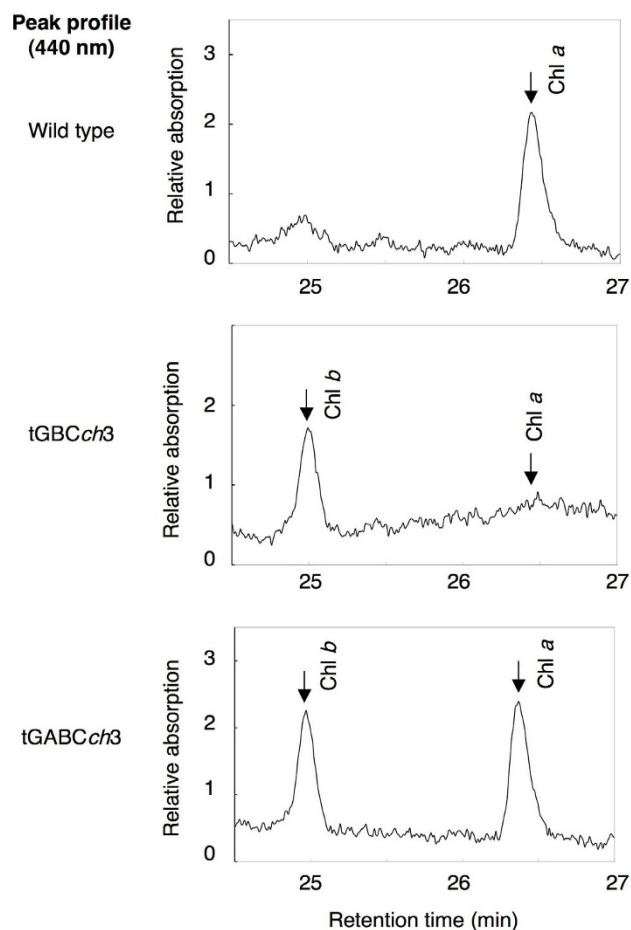 Peak profile
(440 nm)
Wild type
Relative absorption
3
2
1
0
Chl a
25
26
27
tGBCch3
Relative absorption
2
1
0
Chl b
Chl a
25
26
27
tGABCch3
Relative absorption
3
2
1
0
Chl b
Chl a
25
26
27
Retention time (min)